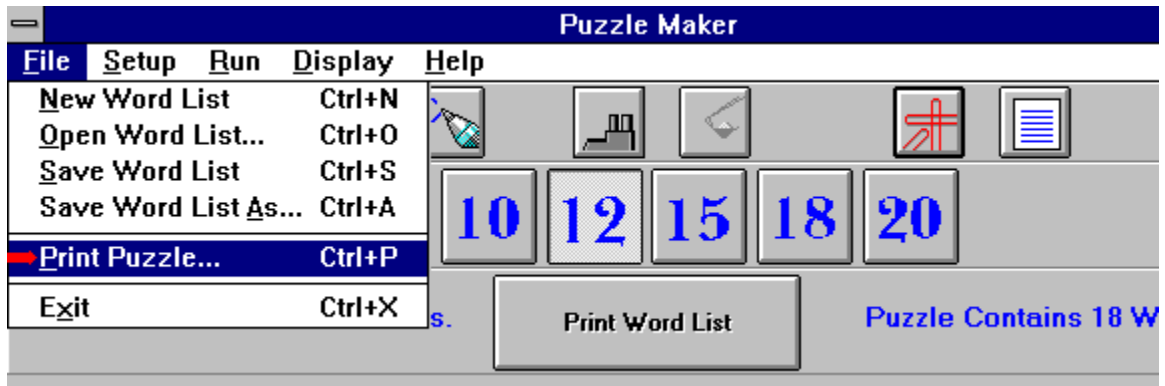 Puzzle Maker
File Setup Run Display Help
New Word List Ctrl+N
Open Word List... Ctrl+O
Save Word List Ctrl+S
Save Word List As... Ctrl+A
10 12 15 18 20
Print Puzzle... Ctrl+P
Exit Ctrl+X
s. Print Word List Puzzle Contains 18 W